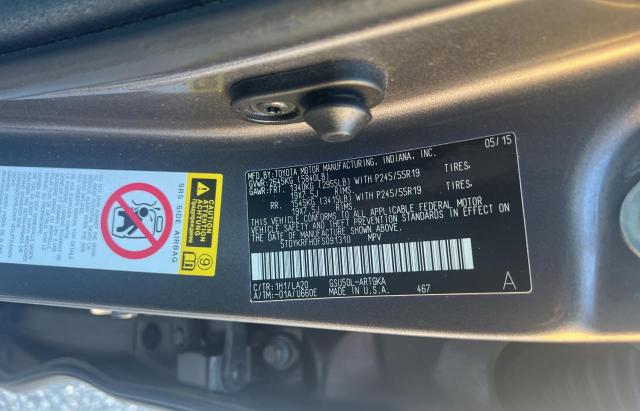 SRS SIDE AIRBAG
CAUTION
ATTENTION
ACHTUNG
9
MFD.BY:TOYOTA MOTOR MANUFACTURING, INDIANA, INC. 05/15
GVWR:2645KG (5840LB)
GAWR:FRT. 1340KG (2955LB) WITH P245/55R19 TIRES,
19X7.5J RIMS
RR. 1545KG (3415LB) WITH P245/55R19 TIRES,
19X7.5J RIMS
THIS VEHICLE CONFORMS TO ALL APPLICABLE FEDERAL MOTOR
VEHICLE SAFETY AND THEFT PREVENTION STANDARDS IN EFFECT ON
THE DATE OF MANUFACTURE SHOWN ABOVE.
5TDYKRFH0FS091310 MPV
C/TR:1H1/LA20 GSU50L-ARTGKA
A/TM:-01A/U660E MADE IN U.S.A. 467
A